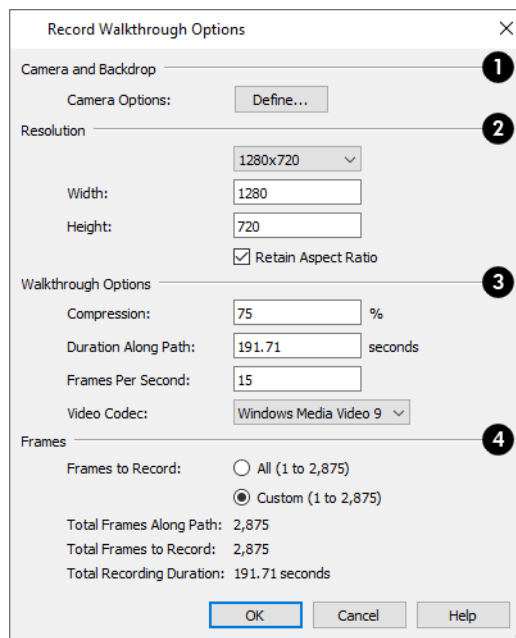 Record Walkthrough Options
Camera and Backdrop 1
Camera Options: Define...
Resolution 2
1280x720
Width: 1280
Height: 720
Retain Aspect Ratio
Walkthrough Options 3
Compression: 75 %
Duration Along Path: 191.71 seconds
Frames Per Second: 15
Video Codec: Windows Media Video 9
Frames 4
Frames to Record: All (1 to 2,875)
Custom (1 to 2,875)
Total Frames Along Path: 2,875
Total Frames to Record: 2,875
Total Recording Duration: 191.71 seconds
OK Cancel Help